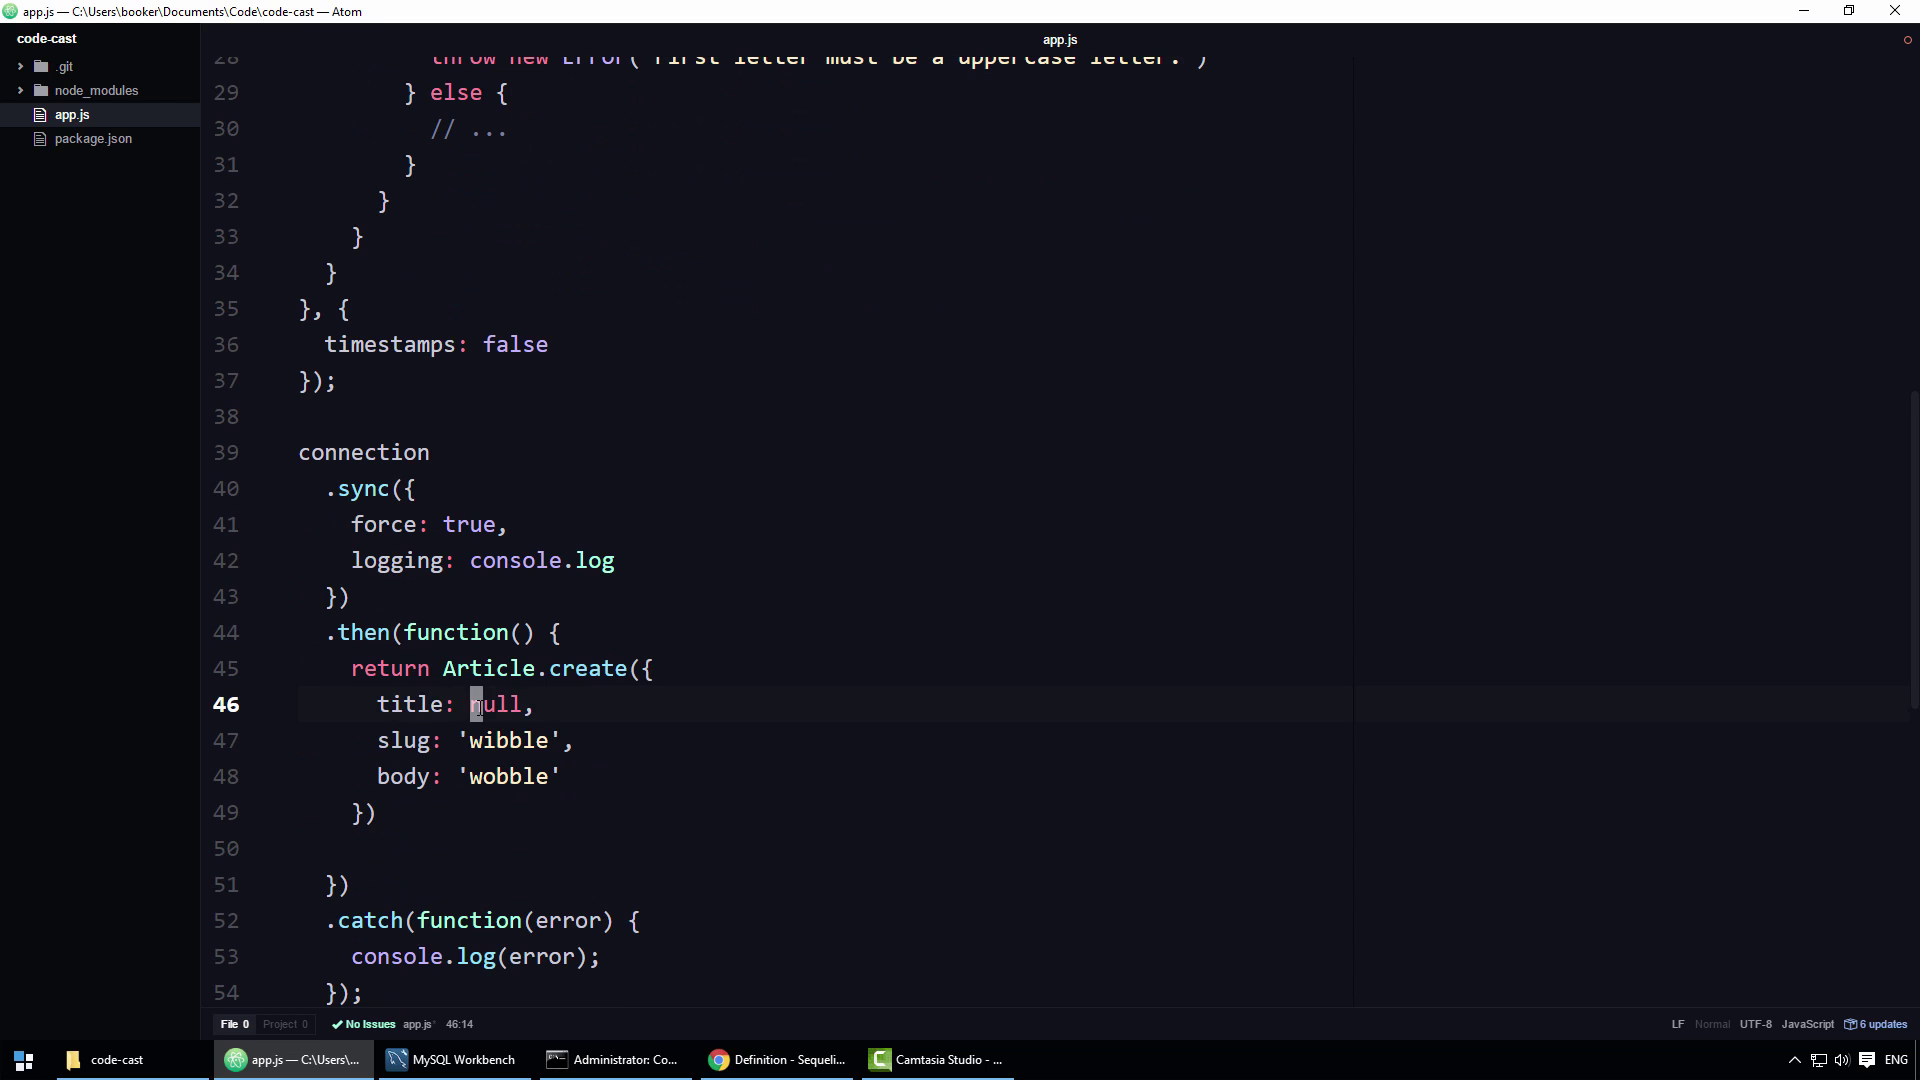 app.js — C:\Users\booker\Documents\Code\code-cast — Atom
code-cast
.git
node_modules
app.js
package.json
app.js
28 throw new Error('First letter must be a uppercase letter.')
29 } else {
30 // ...
31 }
32 }
33 }
34 }
35 }, {
36 timestamps: false
37 });
38
39 connection
40 .sync({
41 force: true,
42 logging: console.log
43 })
44 .then(function() {
45 return Article.create({
46 title: null,
47 slug: 'wibble',
48 body: 'wobble'
49 })
50
51 })
52 .catch(function(error) {
53 console.log(error);
54 });
File 0 Project 0 No Issues app.js* 46:14 LF Normal UTF-8 JavaScript 6 updates
code-cast app.js — C:\Users\... MySQL Workbench Administrator: Co... Definition - Sequeli... Camtasia Studio - ... ENG